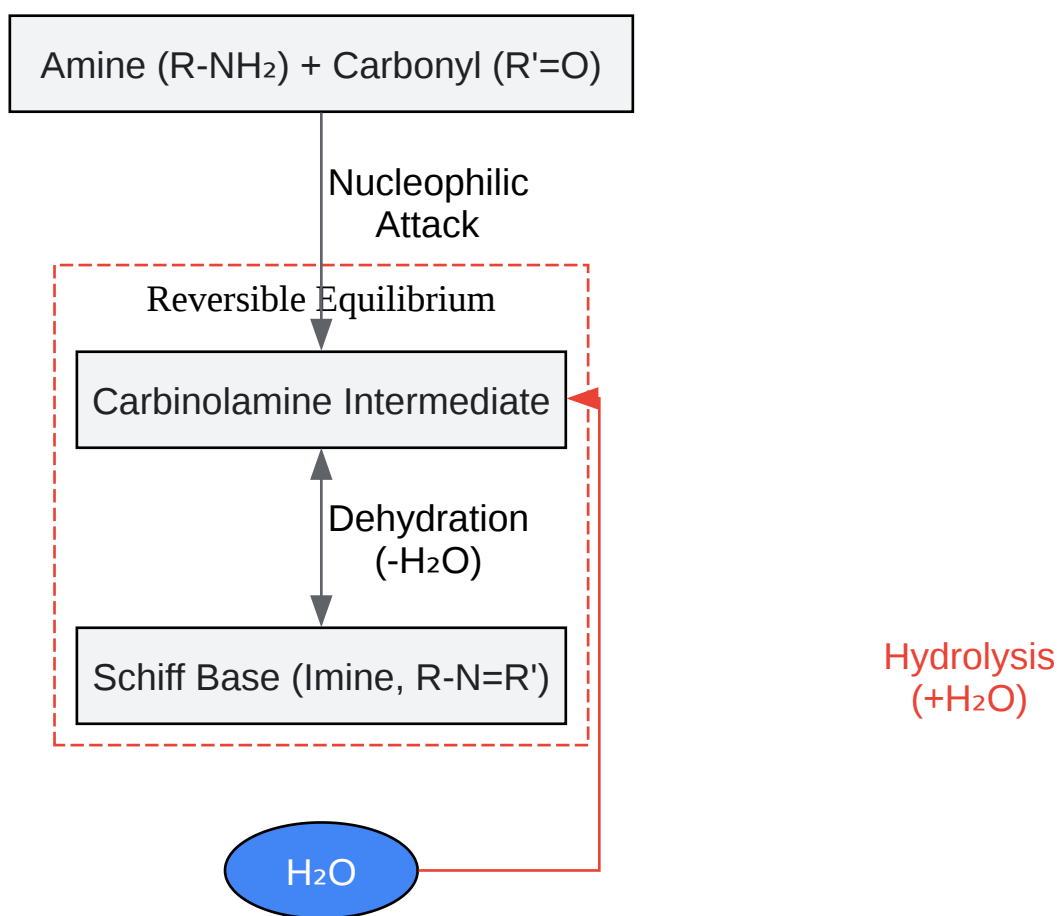 Amine (R-NH₂) + Carbonyl (R'=O)
Nucleophilic
Attack
Reversible Equilibrium
Carbinolamine Intermediate
Dehydration
(-H₂O)
Schiff Base (Imine, R-N=R')
Hydrolysis
(+H₂O)
H₂O